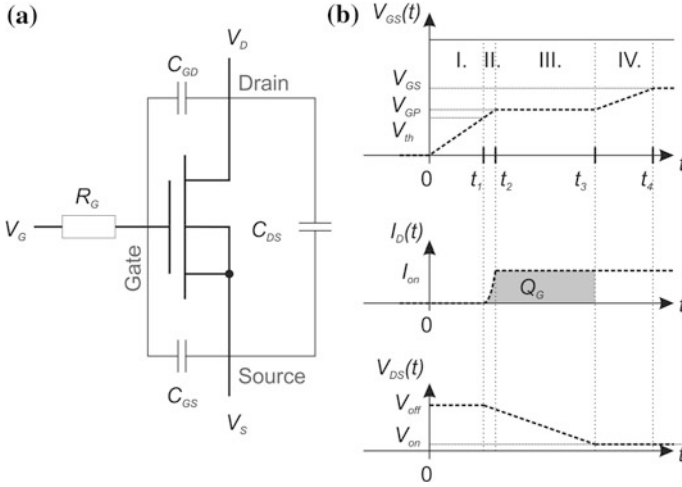 (a)
V_D
C_GD
Drain
R_G
V_G
Gate
C_DS
C_GS
Source
V_S
(b)
V_GS(t)
I. II. III. IV.
V_GS
V_GP
V_th
0 t_1 t_2 t_3 t_4 t
I_D(t)
I_on
Q_G
0 t
V_DS(t)
V_off
V_on
0 t